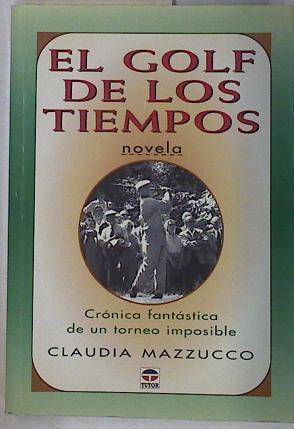 EL GOLF
DE LOS
TIEMPOS
novela
Crónica fantástica
de un torneo imposible
CLAUDIA MAZZUCCO
TUTOR